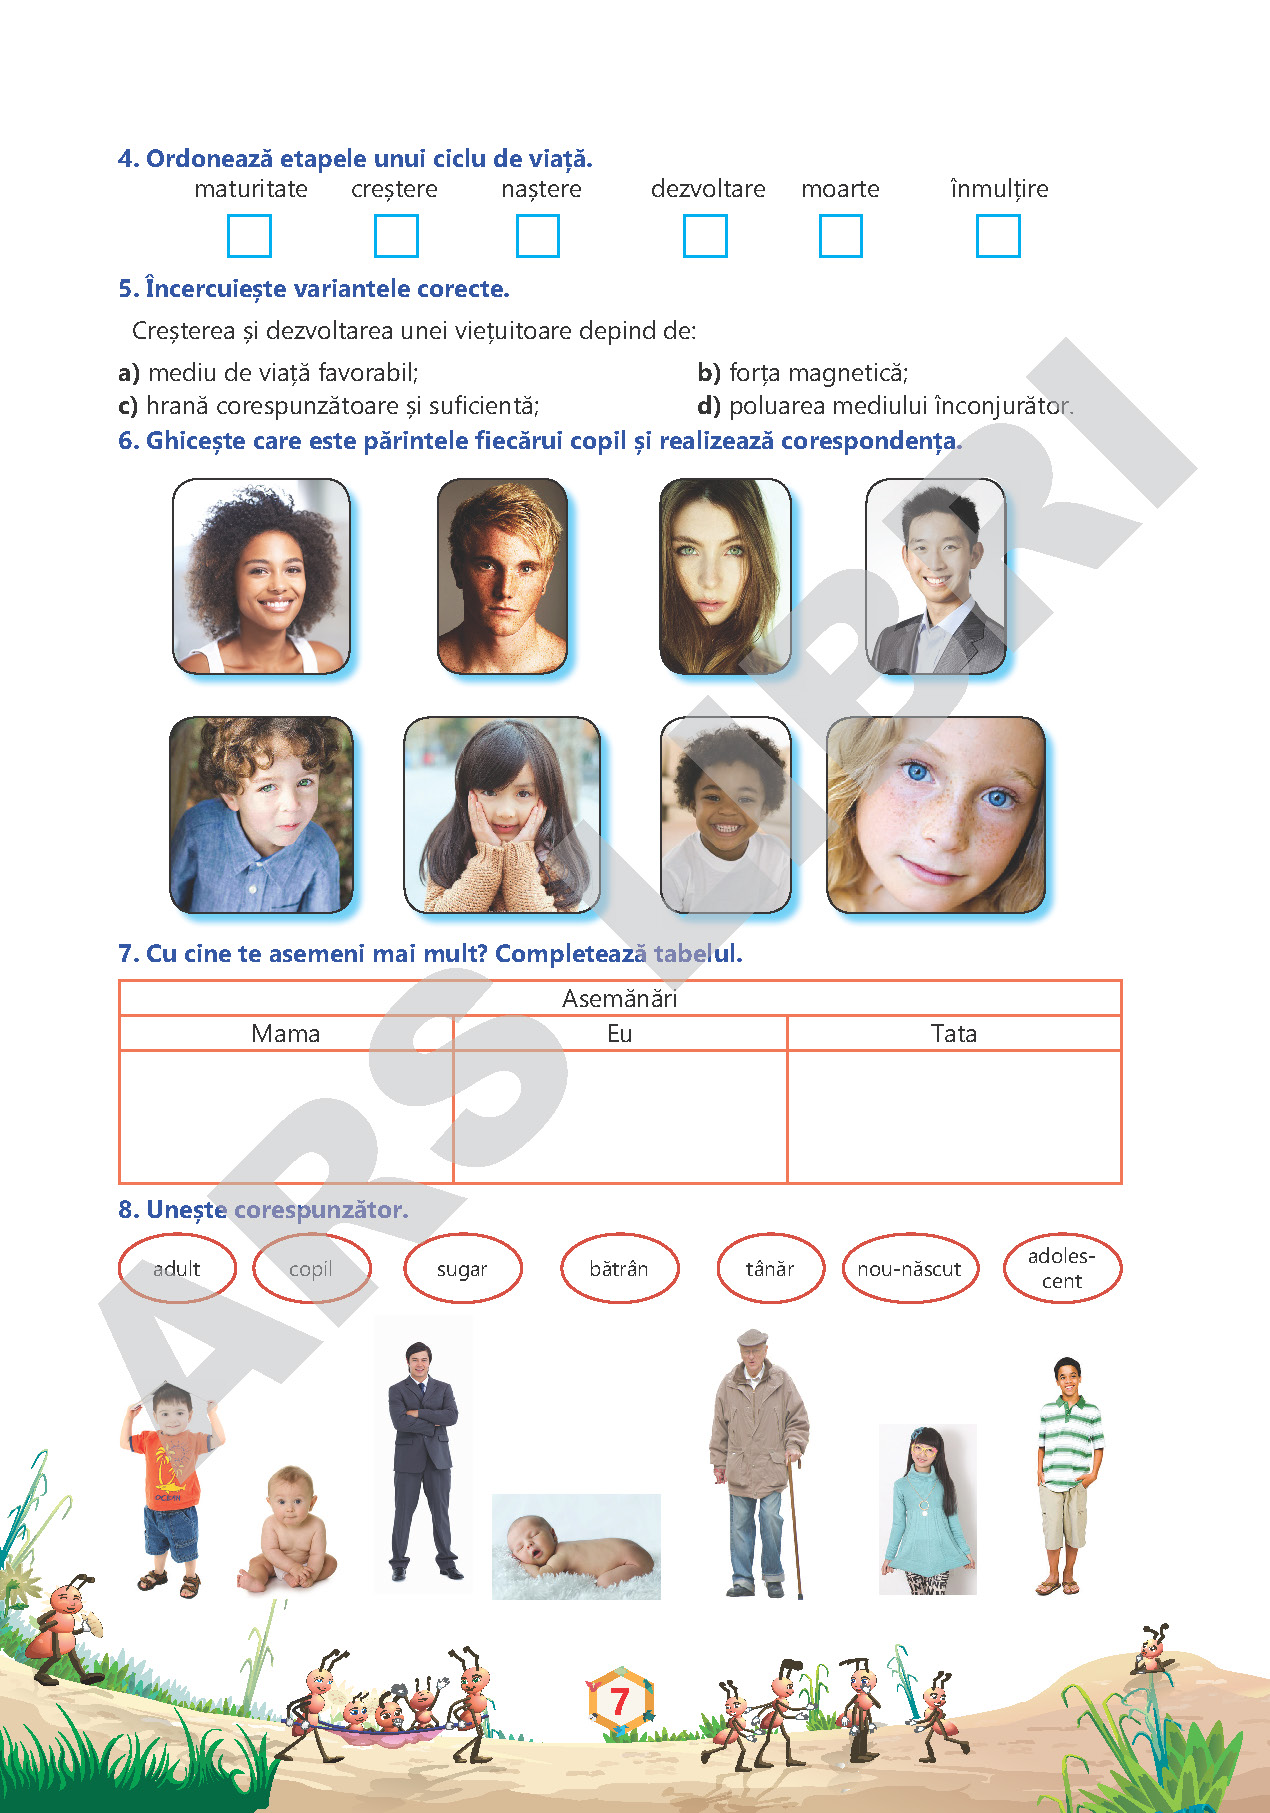 4. Ordonează etapele unui ciclu de viață.
maturitate creștere naștere dezvoltare moarte înmulțire
5. Încercuiește variantele corecte.
Creșterea și dezvoltarea unei viețuitoare depind de:
a) mediu de viață favorabil; b) forța magnetică;
c) hrană corespunzătoare și suficientă; d) poluarea mediului înconjurător.
6. Ghicește care este părintele fiecărui copil și realizează corespondența.
7. Cu cine te asemeni mai mult? Completează tabelul.
Asemănări
Mama Eu Tata
8. Unește corespunzător.
adult copil sugar bătrân tânăr nou-născut adoles-
cent
OCEAN
7
ARS LIBRI